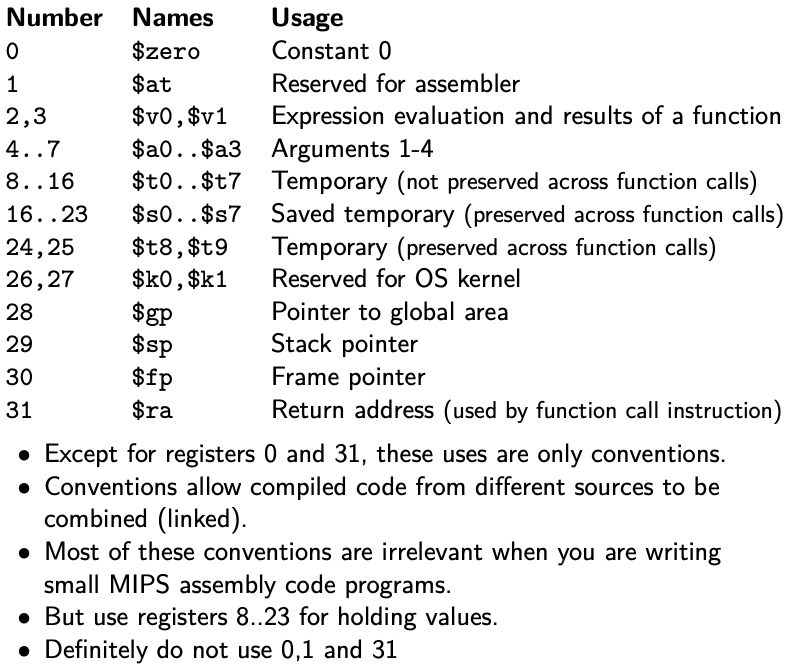 Number Names Usage
0 $zero Constant 0
1 $at Reserved for assembler
2,3 $v0,$v1 Expression evaluation and results of a function
4..7 $a0..$a3 Arguments 1-4
8..16 $t0..$t7 Temporary (not preserved across function calls)
16..23 $s0..$s7 Saved temporary (preserved across function calls)
24,25 $t8,$t9 Temporary (preserved across function calls)
26,27 $k0,$k1 Reserved for OS kernel
28 $gp Pointer to global area
29 $sp Stack pointer
30 $fp Frame pointer
31 $ra Return address (used by function call instruction)
• Except for registers 0 and 31, these uses are only conventions.
• Conventions allow compiled code from different sources to be
combined (linked).
• Most of these conventions are irrelevant when you are writing
small MIPS assembly code programs.
• But use registers 8..23 for holding values.
• Definitely do not use 0,1 and 31